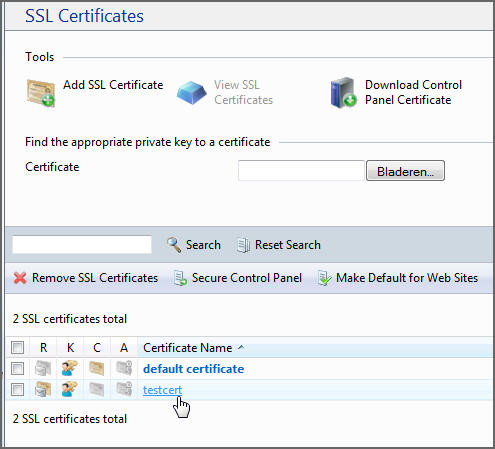 SSL Certificates
Tools
Add SSL Certificate
View SSL
Certificates
Download Control
Panel Certificate
Find the appropriate private key to a certificate
Certificate
Bladeren...
Search
Reset Search
Remove SSL Certificates
Secure Control Panel
Make Default for Web Sites
2 SSL certificates total
R K C A Certificate Name
default certificate
testcert
2 SSL certificates total